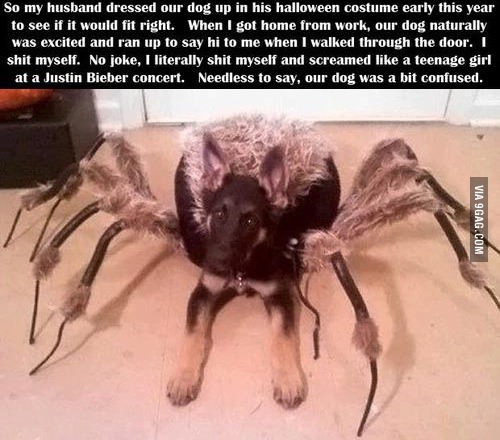 So my husband dressed our dog up in his halloween costume early this year
to see if it would fit right. When I got home from work, our dog naturally
was excited and ran up to say hi to me when I walked through the door. I
shit myself. No joke, I literally shit myself and screamed like a teenage girl
at a Justin Bieber concert. Needless to say, our dog was a bit confused.
VIA 9GAG.COM